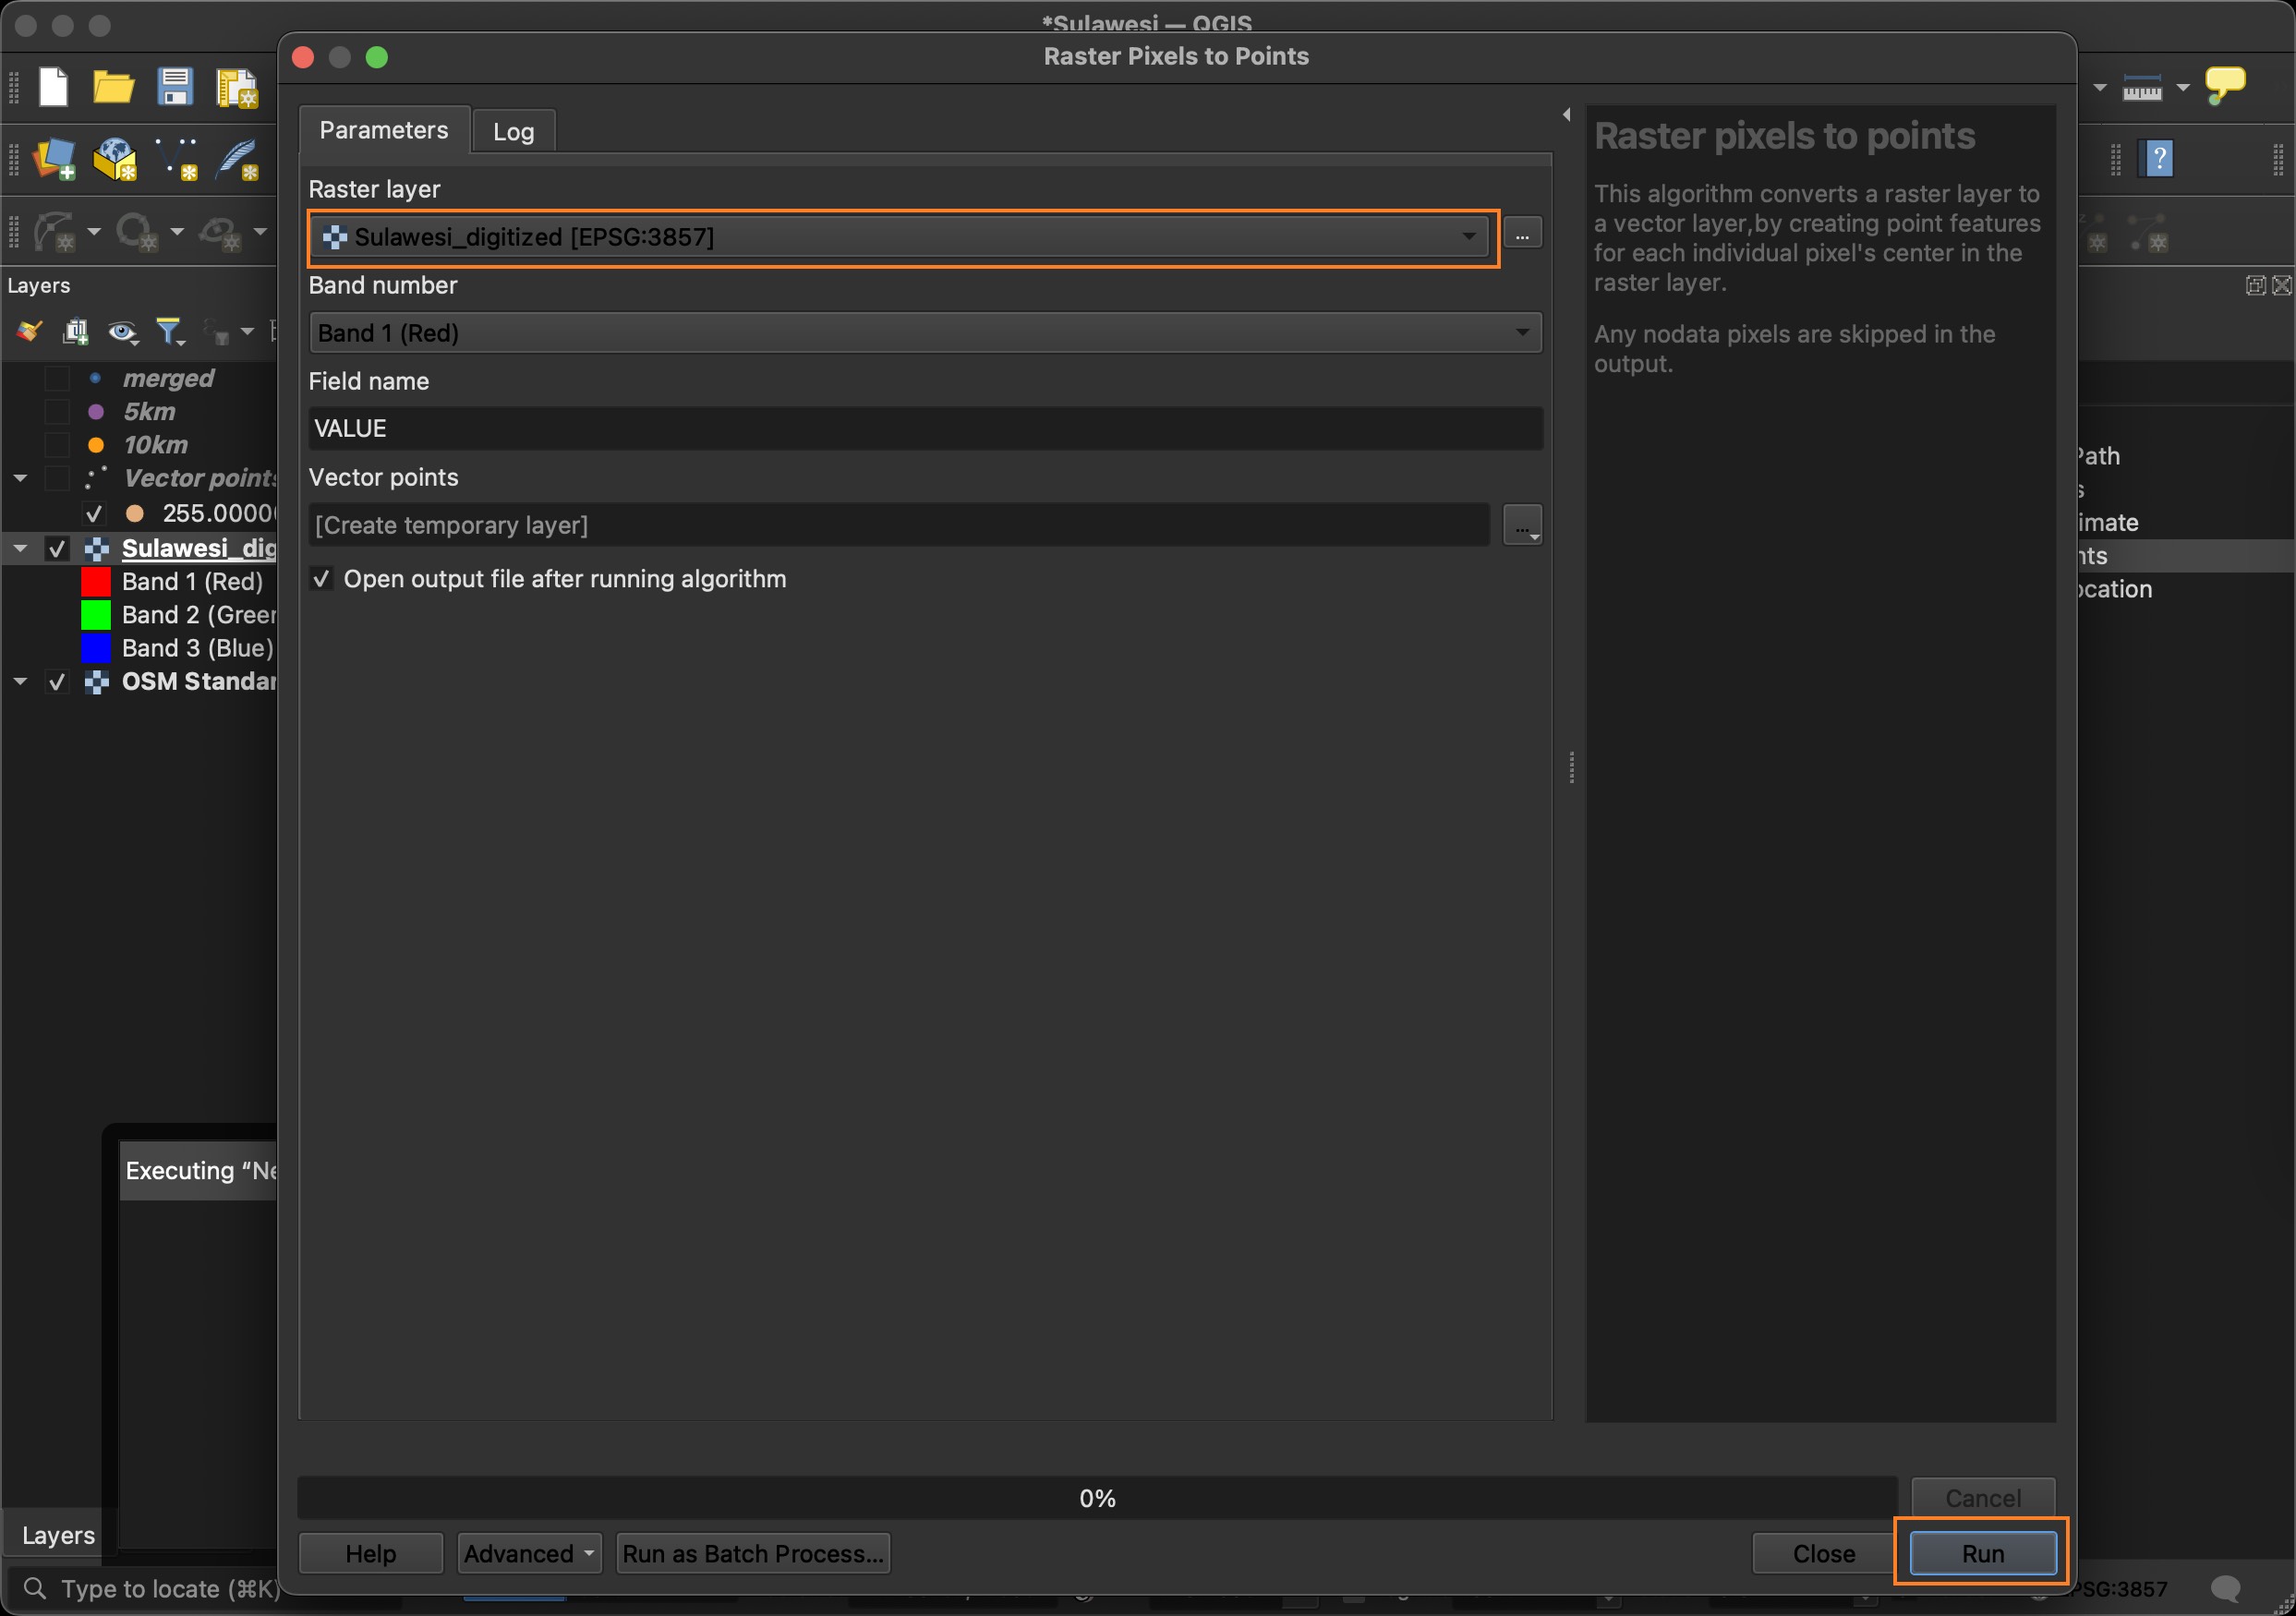 *Sulawesi — QGIS
Raster Pixels to Points
Parameters
Log
Raster layer
Sulawesi_digitized [EPSG:3857]
...
Band number
Band 1 (Red)
Field name
VALUE
Vector points
[Create temporary layer]
...
Open output file after running algorithm
Raster pixels to points
This algorithm converts a raster layer to
a vector layer,by creating point features
for each individual pixel's center in the
raster layer.
Any nodata pixels are skipped in the
output.
Layers
merged
5km
10km
Vector points
255.0000
Sulawesi_dig
Band 1 (Red)
Band 2 (Green
Band 3 (Blue)
OSM Standar
Path
s
imate
nts
ocation
Executing “Ne
0%
Cancel
Help
Advanced
Run as Batch Process...
Close
Run
Layers
Type to locate (⌘K)
PSG:3857